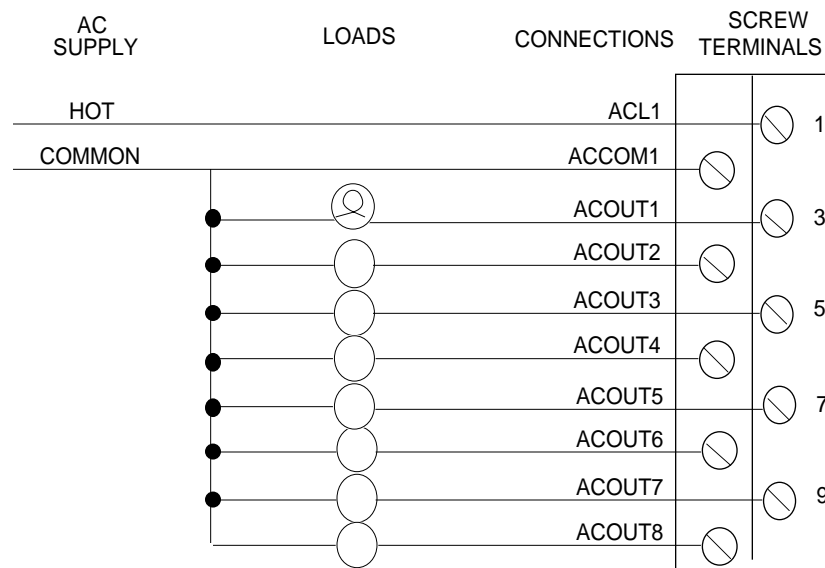 AC SUPPLY LOADS CONNECTIONS SCREW TERMINALS
HOT ACL1 1
COMMON ACCOM1
ACOUT1 3
ACOUT2
ACOUT3 5
ACOUT4
ACOUT5 7
ACOUT6
ACOUT7 9
ACOUT8